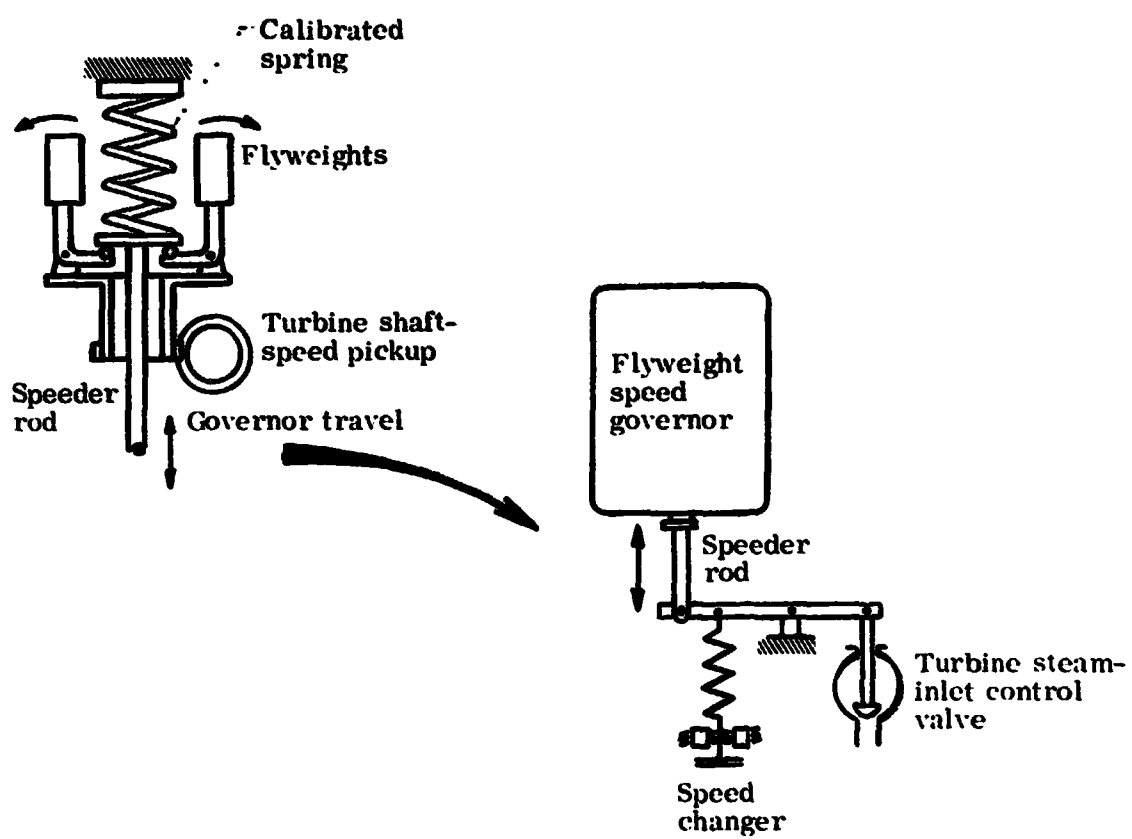 Calibrated
spring
Flyweights
Turbine shaft-
speed pickup
Speeder
rod
Governor travel
Flyweight
speed
governor
Speeder
rod
Turbine steam-
inlet control
valve
Speed
changer